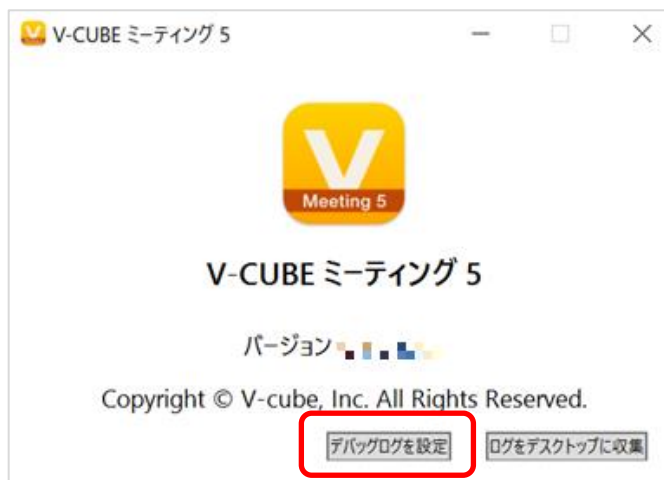 V-CUBE ミーティング 5
V
Meeting 5
V-CUBE ミーティング 5
バージョン
Copyright © V-cube, Inc. All Rights Reserved.
デバッグログを設定 ログをデスクトップに収集